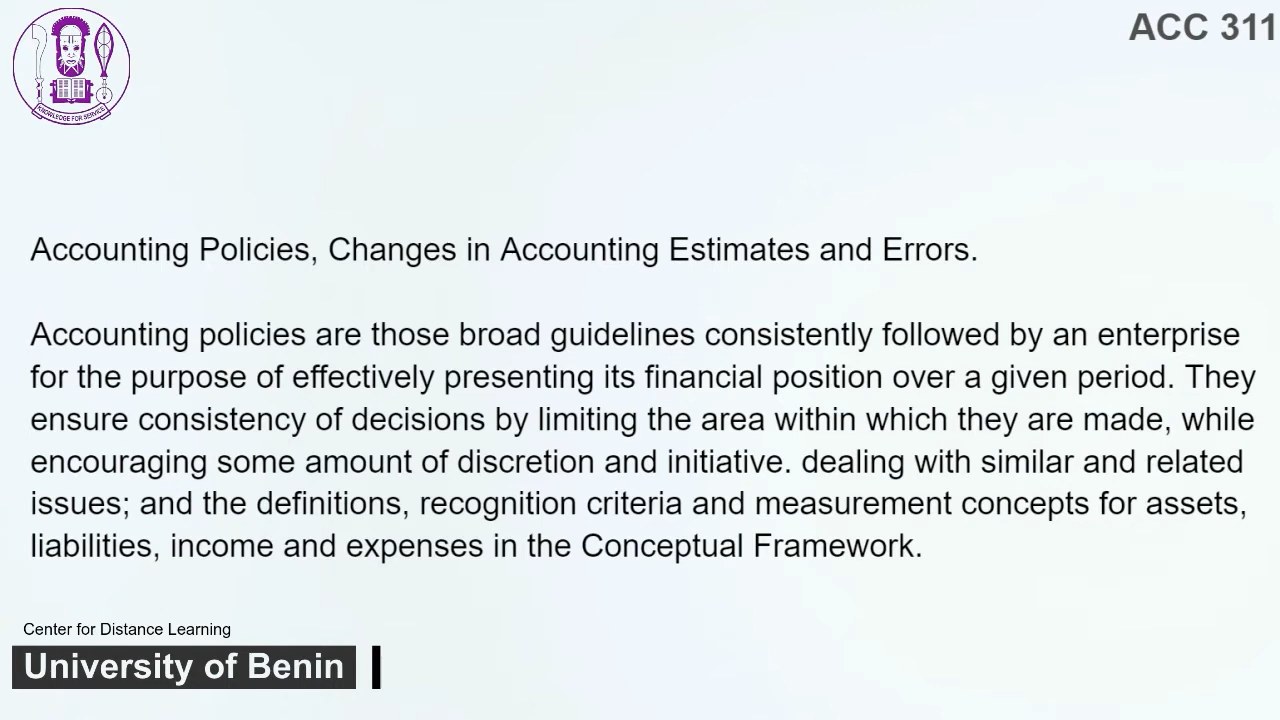 ACC 311
KNOWLEDGE FOR SERVICE
Accounting Policies, Changes in Accounting Estimates and Errors.
Accounting policies are those broad guidelines consistently followed by an enterprise
for the purpose of effectively presenting its financial position over a given period. They
ensure consistency of decisions by limiting the area within which they are made, while
encouraging some amount of discretion and initiative. dealing with similar and related
issues; and the definitions, recognition criteria and measurement concepts for assets,
liabilities, income and expenses in the Conceptual Framework.
Center for Distance Learning
University of Benin